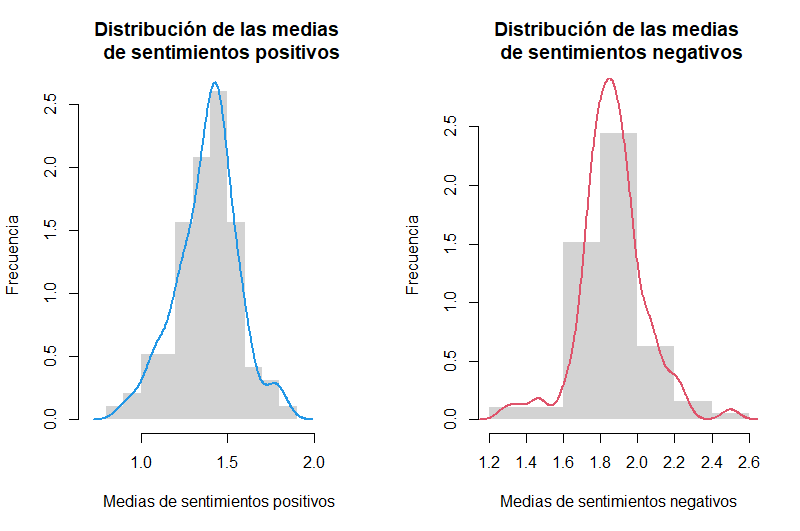 Distribución de las medias
de sentimientos positivos
Frecuencia
2.5
2.0
1.5
1.0
0.5
0.0
1.0 1.5 2.0
Medias de sentimientos positivos
Distribución de las medias
de sentimientos negativos
Frecuencia
2.5
2.0
1.5
1.0
0.5
0.0
1.2 1.4 1.6 1.8 2.0 2.2 2.4 2.6
Medias de sentimientos negativos